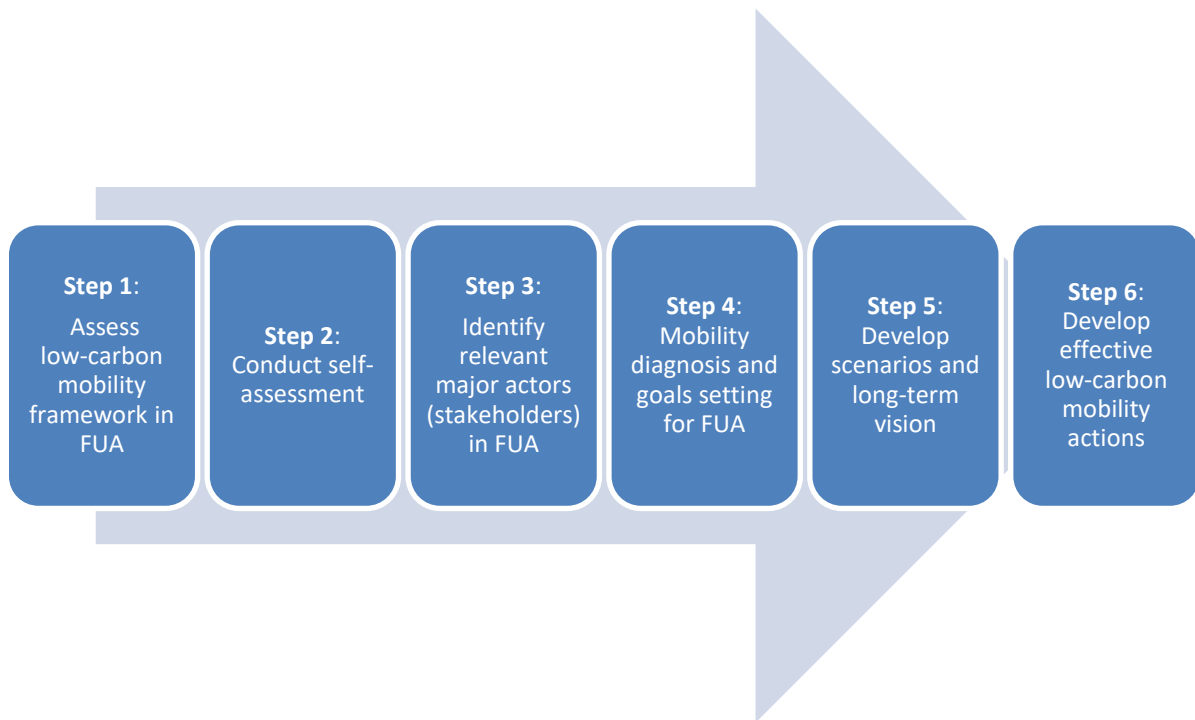 Step 1:
Assess
low-carbon
mobility
framework in
FUA
Step 2:
Conduct self-
assessment
Step 3:
Identify
relevant
major actors
(stakeholders)
in FUA
Step 4:
Mobility
diagnosis and
goals setting
for FUA
Step 5:
Develop
scenarios and
long-term
vision
Step 6:
Develop
effective
low-carbon
mobility
actions